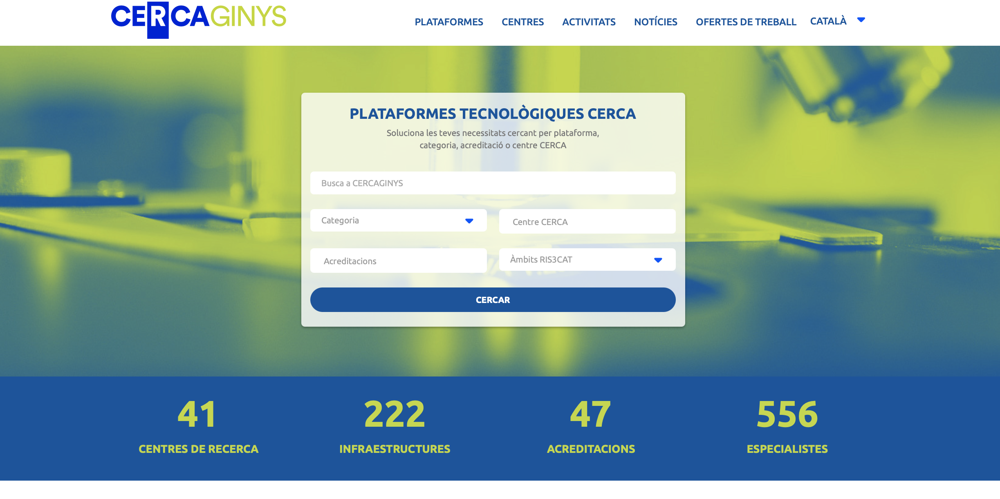 CERCAGINYS
PLATAFORMES CENTRES ACTIVITATS NOTÍCIES OFERTES DE TREBALL CATALÀ
PLATAFORMES TECNOLÒGIQUES CERCA
Soluciona les teves necessitats cercant per plataforma,
categoria, acreditació o centre CERCA
Busca a CERCAGINYS
Categoria
Centre CERCA
Acreditacions
Àmbits RIS3CAT
CERCAR
41
CENTRES DE RECERCA
222
INFRAESTRUCTURES
47
ACREDITACIONS
556
ESPECIALISTES